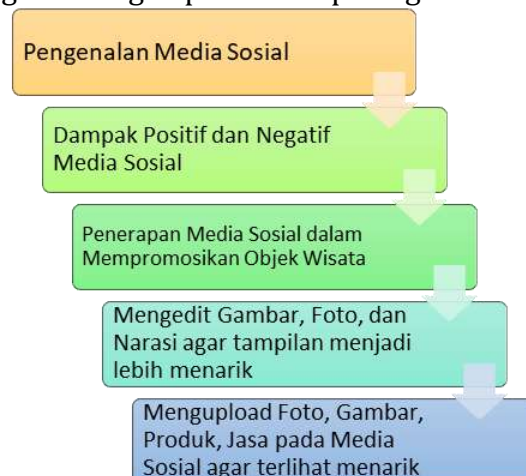 Pengenalan Media Sosial
Dampak Positif dan Negatif
Media Sosial
Penerapan Media Sosial dalam
Mempromosikan Objek Wisata
Mengedit Gambar, Foto, dan
Narasi agar tampilan menjadi
lebih menarik
Mengupload Foto, Gambar,
Produk, Jasa pada Media
Sosial agar terlihat menarik